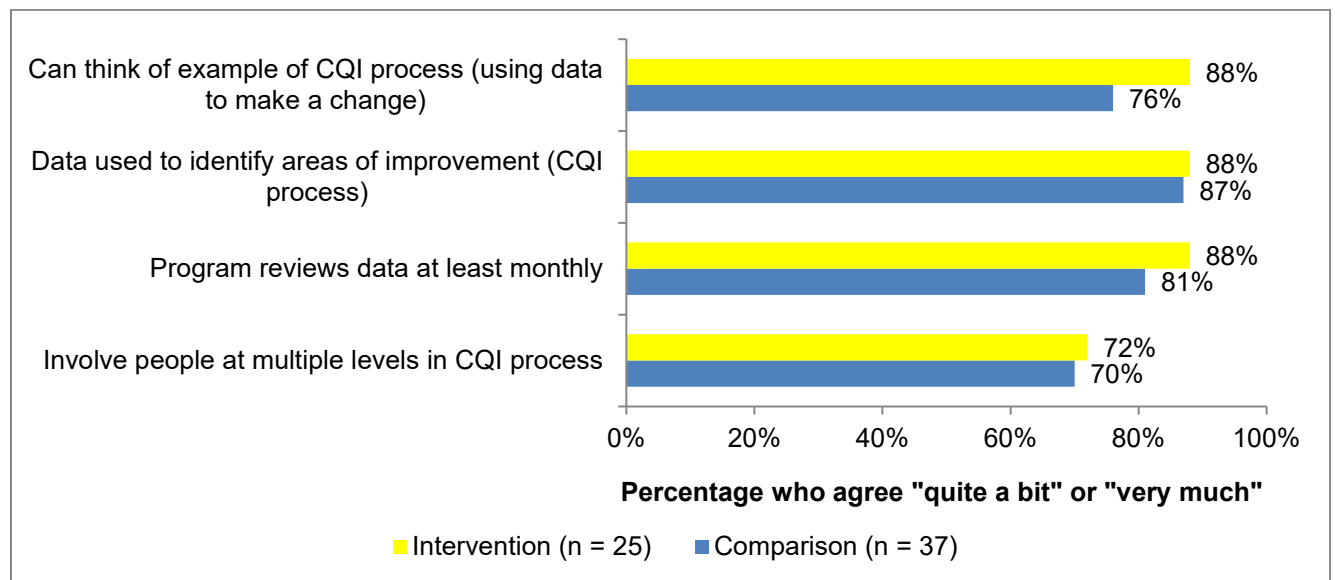 Can think of example of CQI process (using data
to make a change)
88%
76%
Data used to identify areas of improvement (CQI
process)
88%
87%
Program reviews data at least monthly
88%
81%
Involve people at multiple levels in CQI process
72%
70%
0% 20% 40% 60% 80% 100%
Percentage who agree "quite a bit" or "very much"
Intervention (n = 25) Comparison (n = 37)